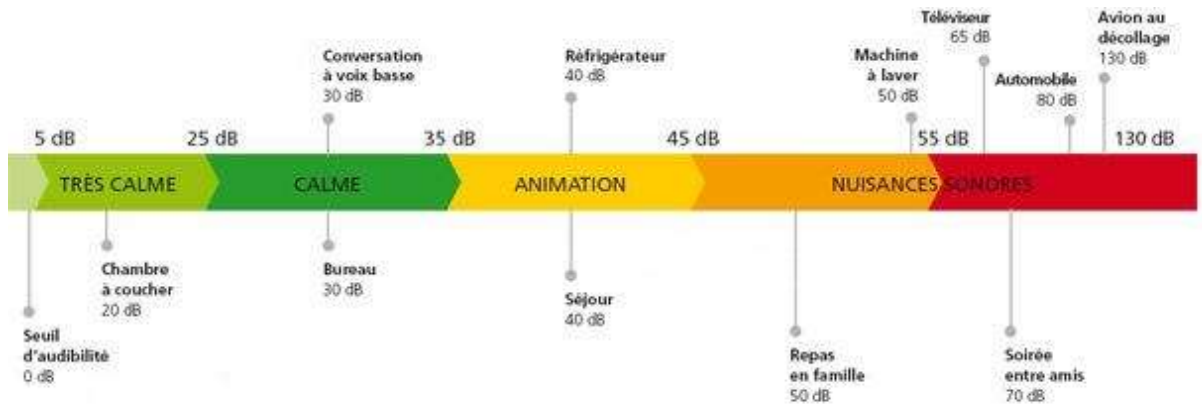 Conversation
à voix basse
30 dB
Réfrigérateur
40 dB
Machine
à laver
50 dB
Téléviseur
65 dB
Automobile
80 dB
Avion au
décollage
130 dB
5 dB
25 dB
35 dB
45 dB
55 dB
130 dB
TRÈS CALME
CALME
ANIMATION
NUISANCES SONORES
Seuil
d'audibilité
0 dB
Chambre
à coucher
20 dB
Bureau
30 dB
Séjour
40 dB
Repas
en famille
50 dB
Soirée
entre amis
70 dB